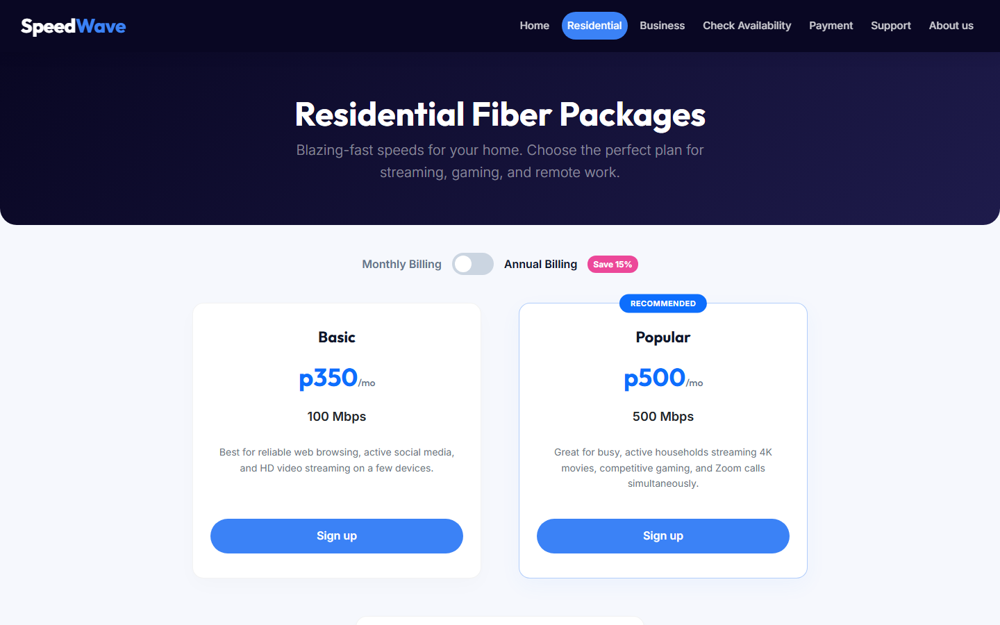 SpeedWave
Home Residential Business Check Availability Payment Support About us
Residential Fiber Packages
Blazing-fast speeds for your home. Choose the perfect plan for
streaming, gaming, and remote work.
Monthly Billing Annual Billing Save 15%
Basic
p350/mo
100 Mbps
Best for reliable web browsing, active social media,
and HD video streaming on a few devices.
Sign up
RECOMMENDED
Popular
p500/mo
500 Mbps
Great for busy, active households streaming 4K
movies, competitive gaming, and Zoom calls
simultaneously.
Sign up